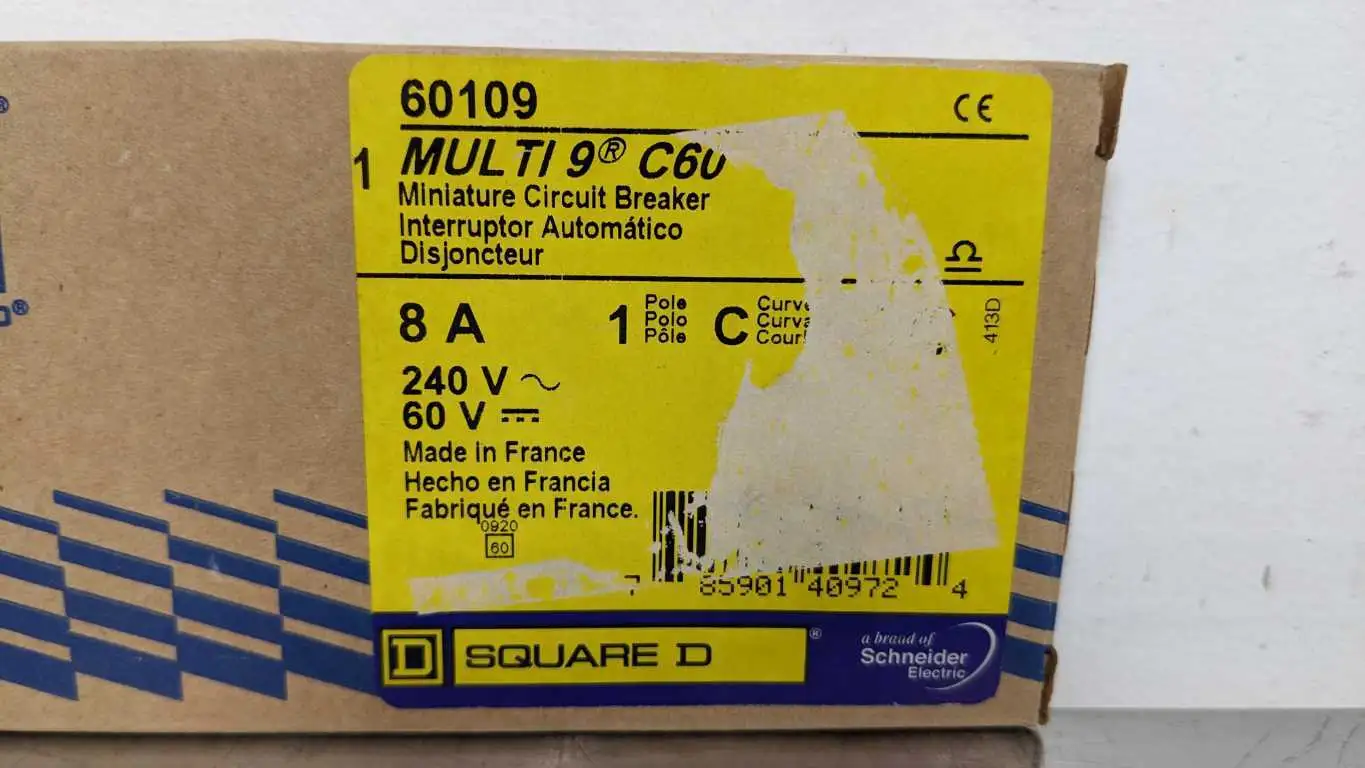 60109
CE
1 MULTI 9® C60
Miniature Circuit Breaker
Interruptor Automático
Disjoncteur
8 A
1 Pole
Polo
Pôle
C Curve
Curva
413D
240 V
60 V
Made in France
Hecho en Francia
Fabriqué en France.
0920
60
7 85901 40972 4
D SQUARE D ®
a brand of
Schneider
Electric